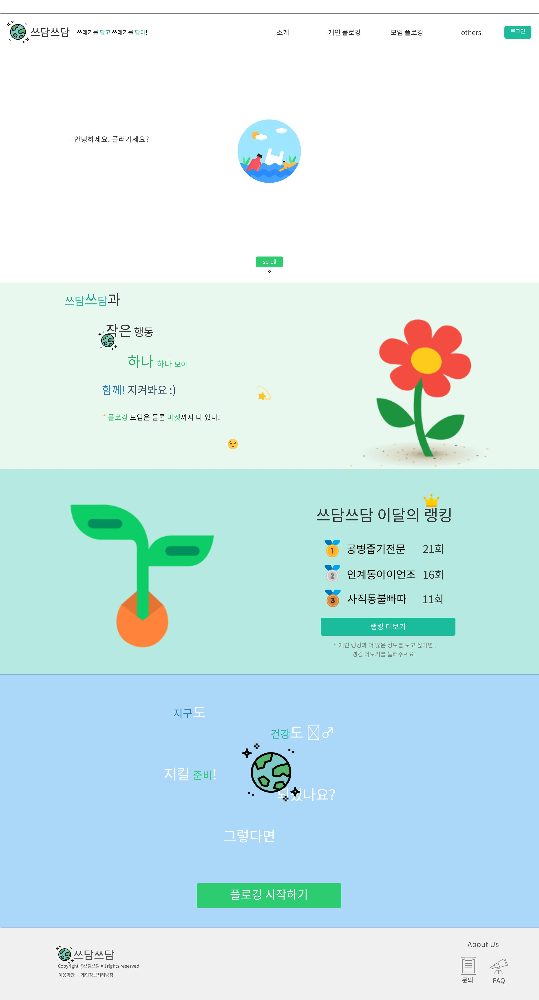 쓰담쓰담
쓰레기를 담고 쓰레기를 담아!
소개
개인 플로깅
모임 플로깅
others
로그인
- 안녕하세요! 플러거세요?
scroll
쓰담쓰담과
작은 행동
하나 하나 모아
함께! 지켜봐요 :)
* 플로깅 모임은 물론 마켓까지 다 있다!
쓰담쓰담 이달의 랭킹
1 공병줍기전문 21회
2 인계동아이언조 16회
3 사직동불빠따 11회
랭킹 더보기
* 개인 랭킹과 더 많은 정보를 보고 싶다면..
랭킹 더보기를 눌러주세요!
지구도
건강도 ♂
지킬 준비!
되셨나요?
그렇다면
플로깅 시작하기
쓰담쓰담
Copyright @쓰담쓰담 All rights reserved
이용약관 개인정보처리방침
About Us
문의
FAQ